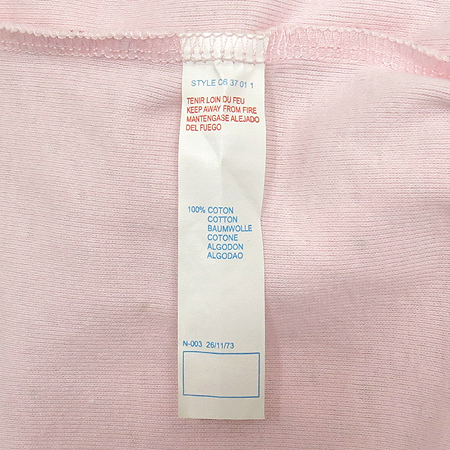 STYLE C6 37 01 1
TENIR LOIN DU FEU
KEEP AWAY FROM FIRE
MANTENGASE ALEJADO
DEL FUEGO
100% COTON
COTTON
BAUMWOLLE
COTONE
ALGODON
ALGODAO
N-003 26/11/73